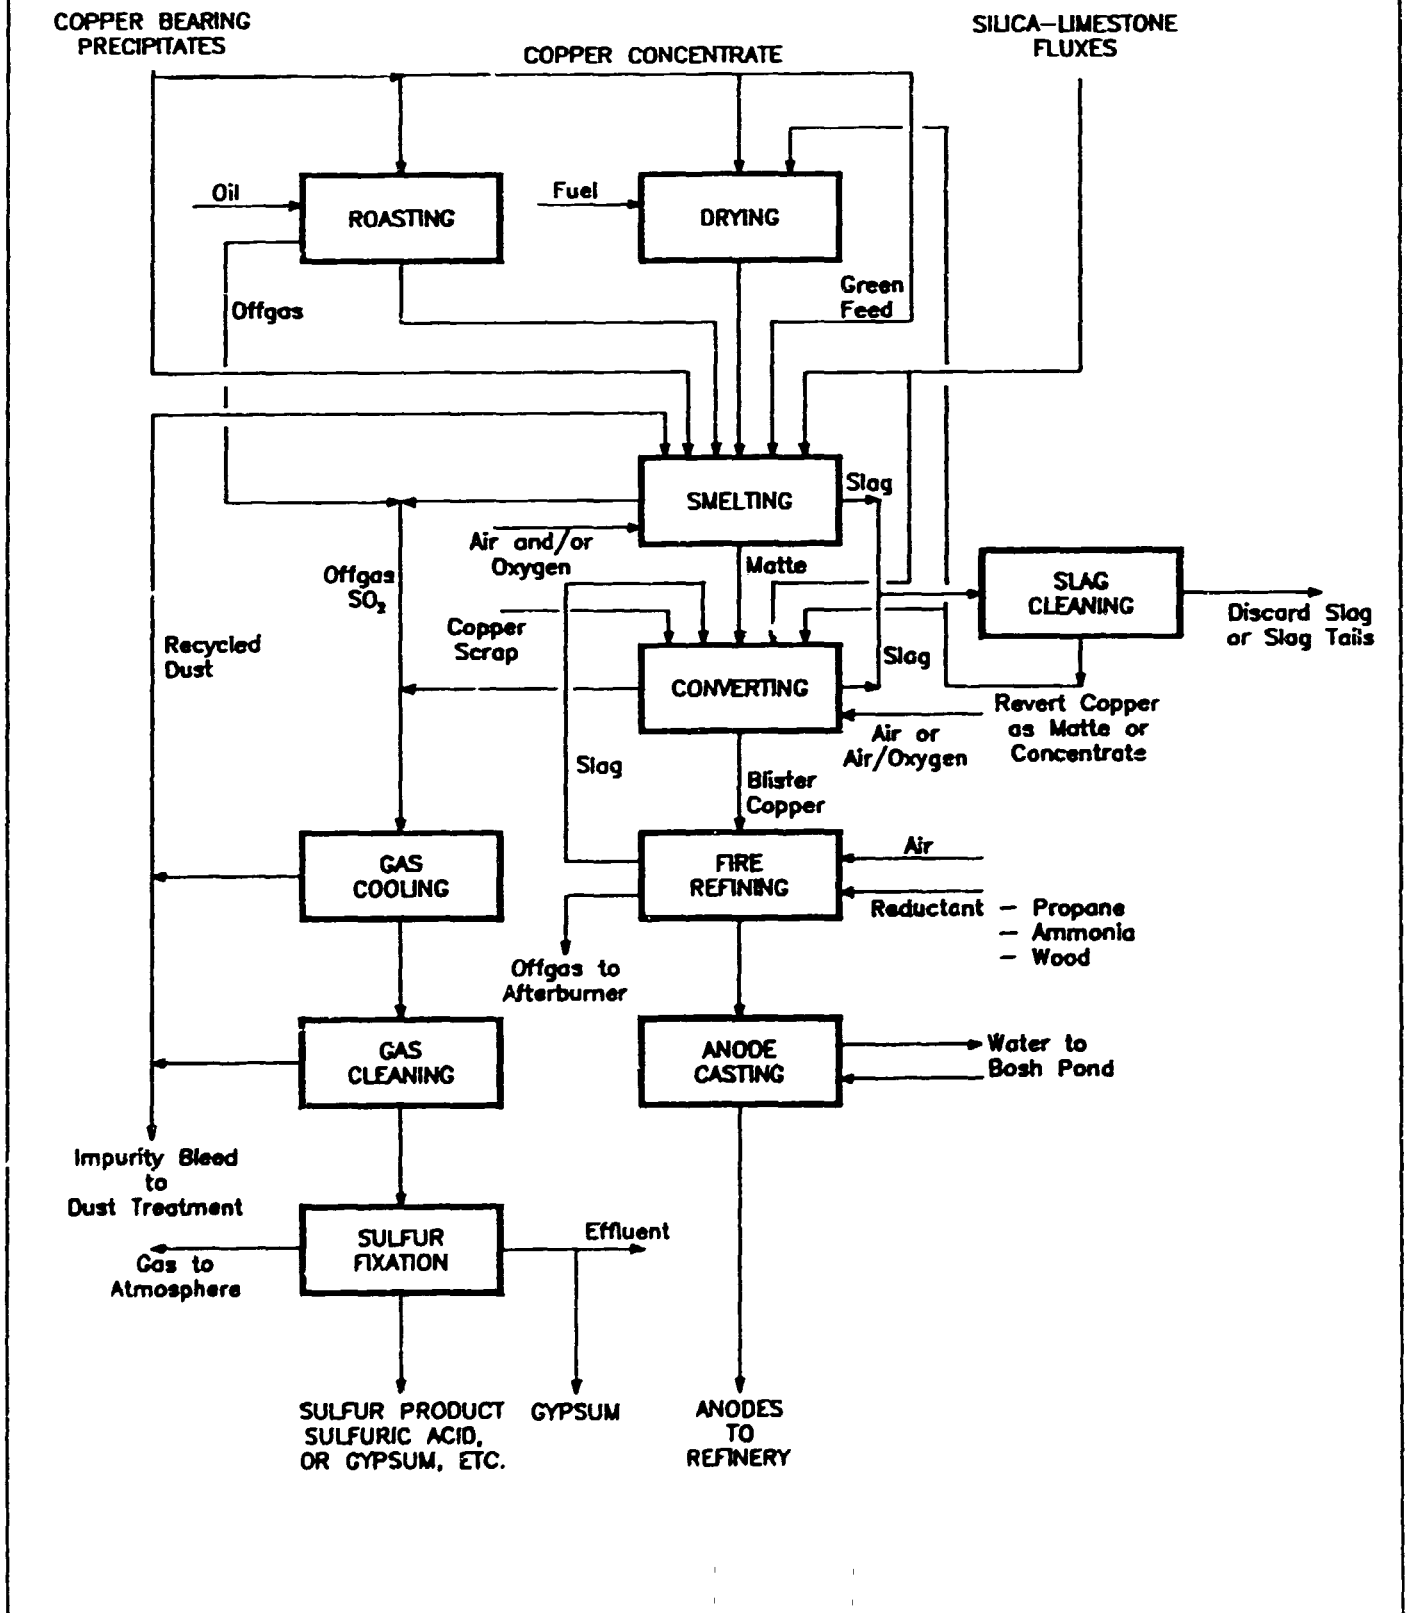 COPPER BEARING
PRECIPITATES
COPPER CONCENTRATE
SILICA-LIMESTONE
FLUXES
Oil
ROASTING
Fuel
DRYING
Offgas
Green
Feed
SMELTING
Slag
Air and/or
Oxygen
Matte
Offgas
SO₂
SLAG
CLEANING
Discard Slag
or Slag Tails
Copper
Scrap
Recycled
Dust
CONVERTING
Slag
Revert Copper
as Matte or
Concentrate
Air or
Air/Oxygen
Slag
Blister
Copper
GAS
COOLING
FIRE
REFINING
Air
Reductant - Propane
- Ammonia
- Wood
Offgas to
Afterburner
GAS
CLEANING
ANODE
CASTING
Water to
Bosh Pond
Impurity Bleed
to
Dust Treatment
SULFUR
FIXATION
Effluent
Gas to
Atmosphere
SULFUR PRODUCT
SULFURIC ACID,
OR GYPSUM, ETC.
GYPSUM
ANODES
TO
REFINERY